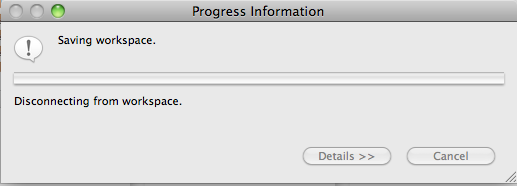 Progress Information
Saving workspace.
Disconnecting from workspace.
Details >>
Cancel